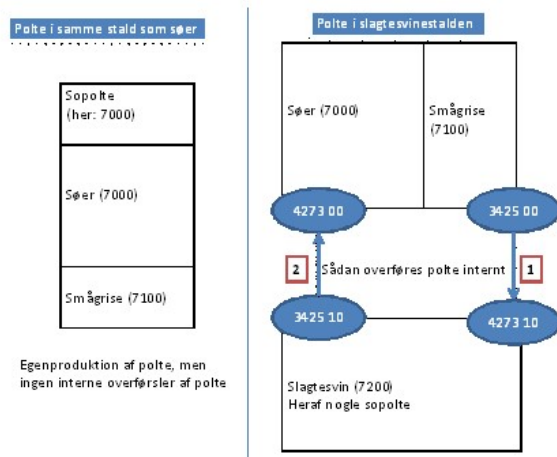 Polte i samme stald som søer
Sopolte
(her: 7000)
Søer (7000)
Smågrise (7100)
Egenproduktion af polte, men
ingen interne overførsler af polte
Polte i slagtesvinestalden
Søer (7000)
Smågrise
(7100)
4273 00
3425 00
2
Sådan overføres polte internt
1
3425 10
4273 10
Slagtesvin (7200)
Heraf nogle sopolte